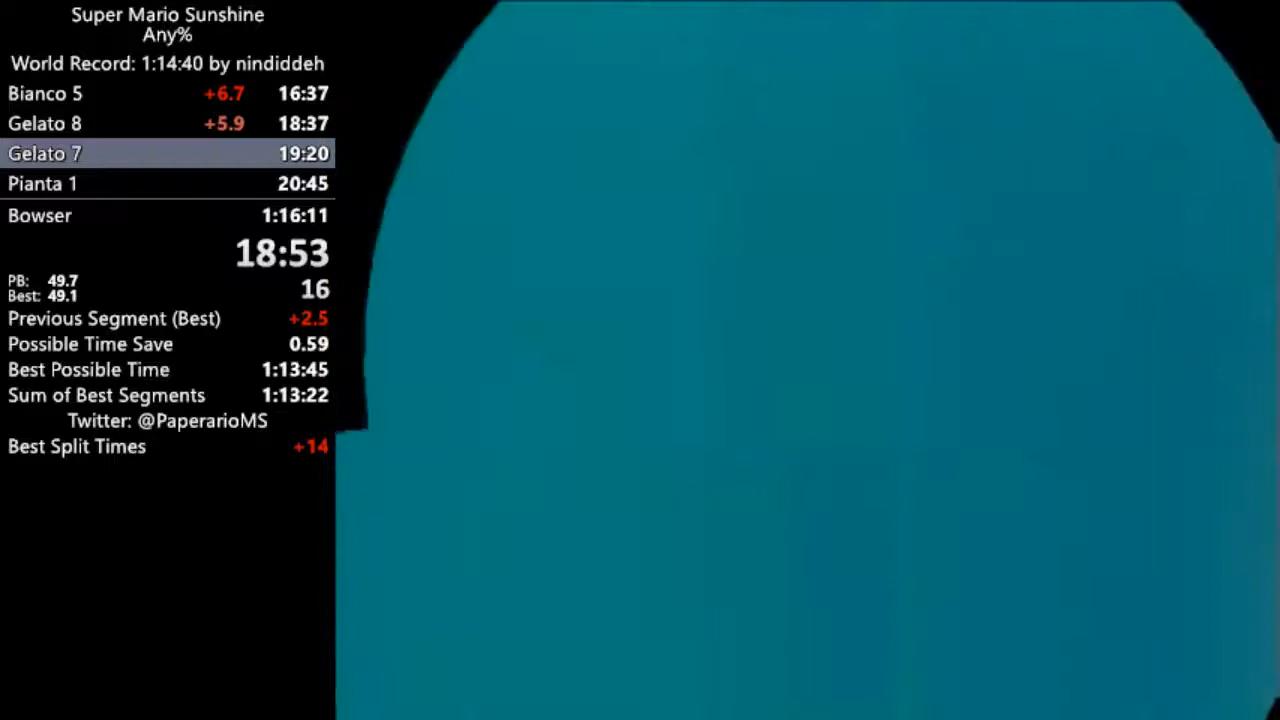 Super Mario Sunshine
Any%
World Record: 1:14:40 by nindiddeh
Bianco 5 +6.7 16:37
Gelato 8 +5.9 18:37
Gelato 7 19:20
Pianta 1 20:45
Bowser 1:16:11
18:53
PB: 49.7
Best: 49.1
16
Previous Segment (Best) +2.5
Possible Time Save 0.59
Best Possible Time 1:13:45
Sum of Best Segments 1:13:22
Twitter: @PaperarioMS
Best Split Times +14